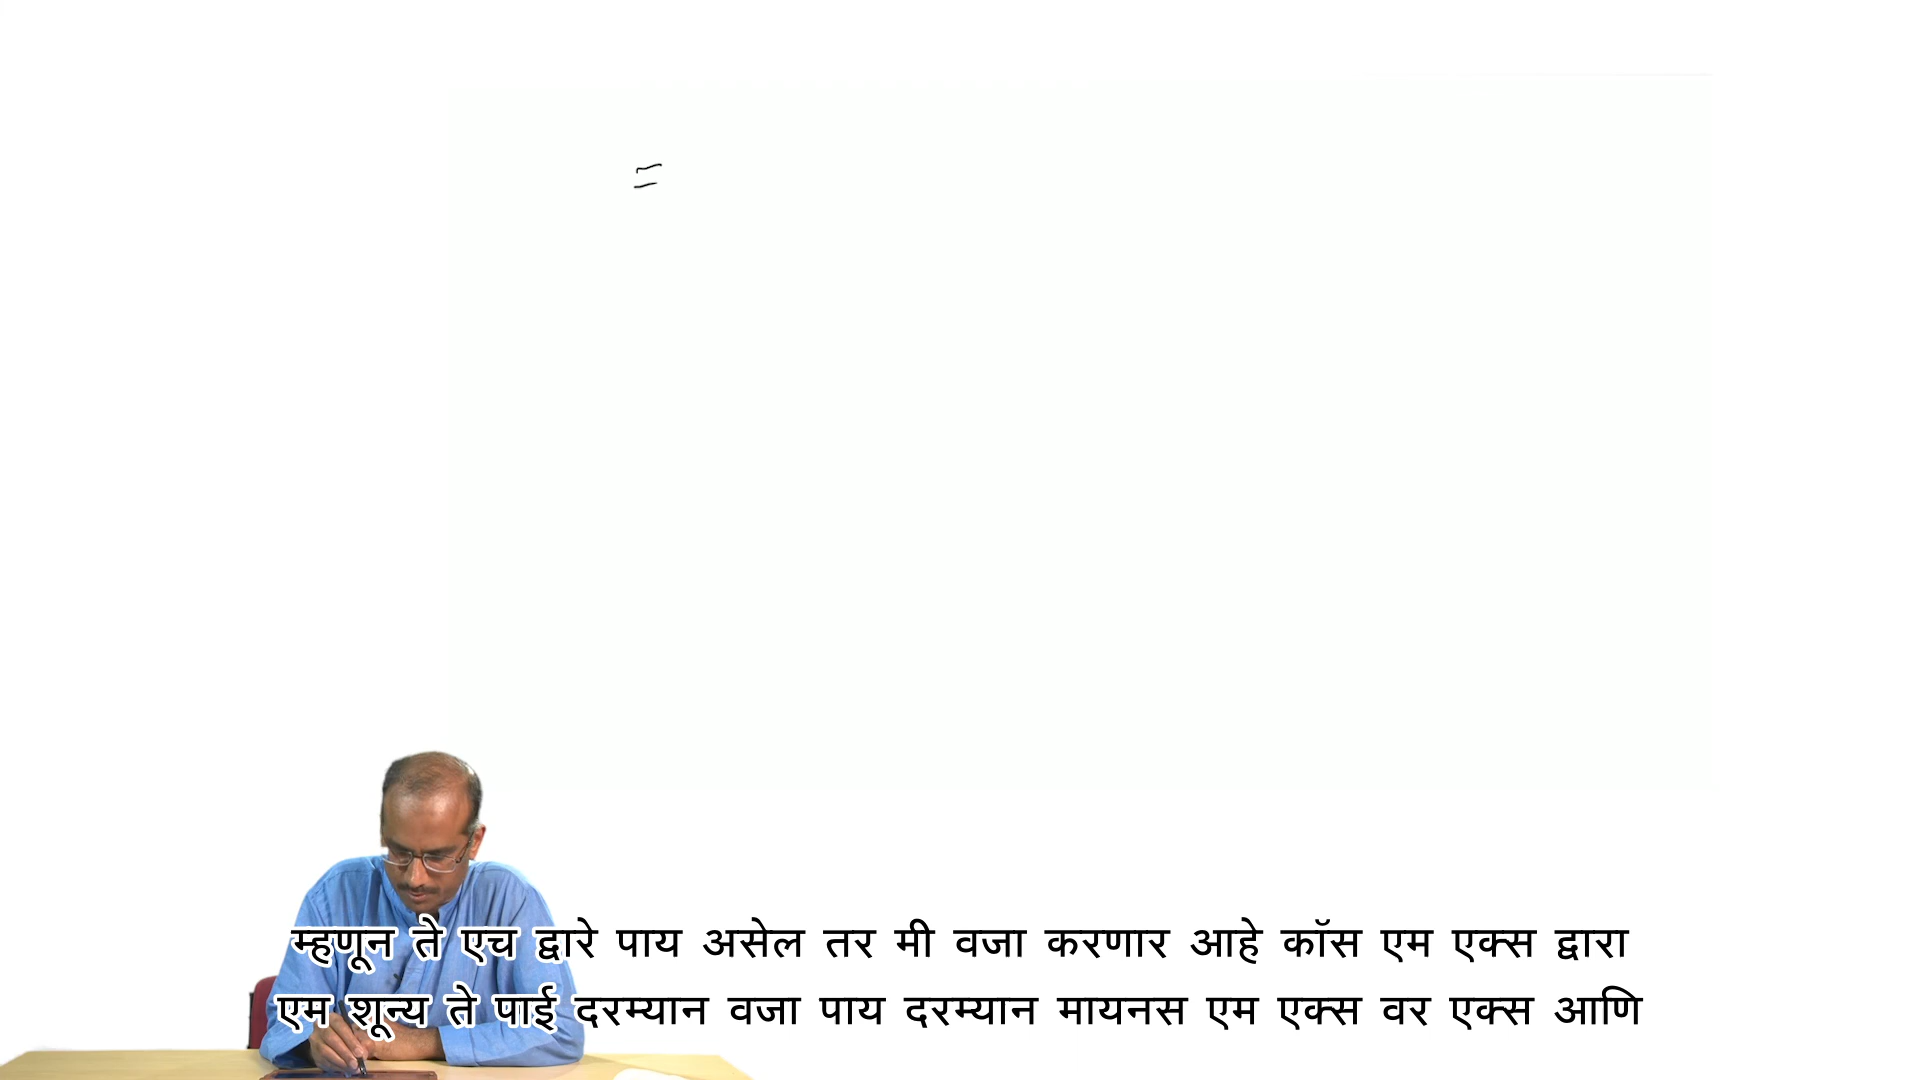 =
म्हणून ते एच द्वारे पाय असेल तर मी वजा करणार आहे कॉस एम एक्स द्वारा
एम शून्य ते पाई दरम्यान वजा पाय दरम्यान मायनस एम एक्स वर एक्स आणि